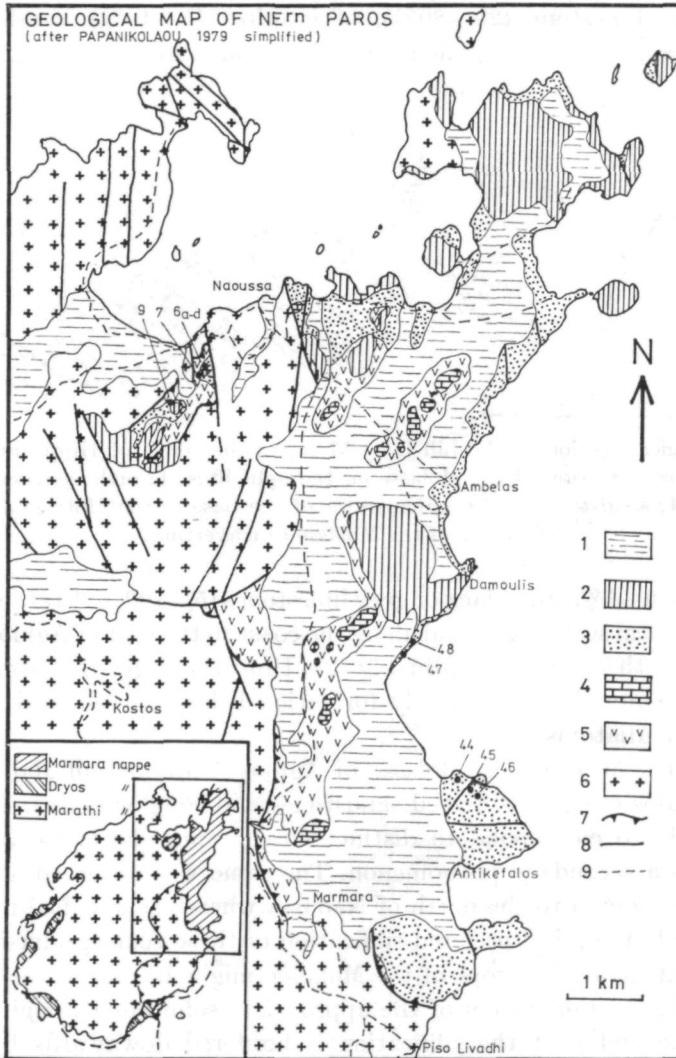 GEOLOGICAL MAP OF NErn PAROS
(after PAPANIKOLAOU 1979 simplified)
Naoussa
9 7 6a-d
N
Ambelas
Damoulis
48
47
Kostos
44
45
46
Antikefalos
Marmara
Piso Livadhi
1
2
3
4
5
6
7
8
9
1 km
Marmara nappe
Dryos "
Marathi "